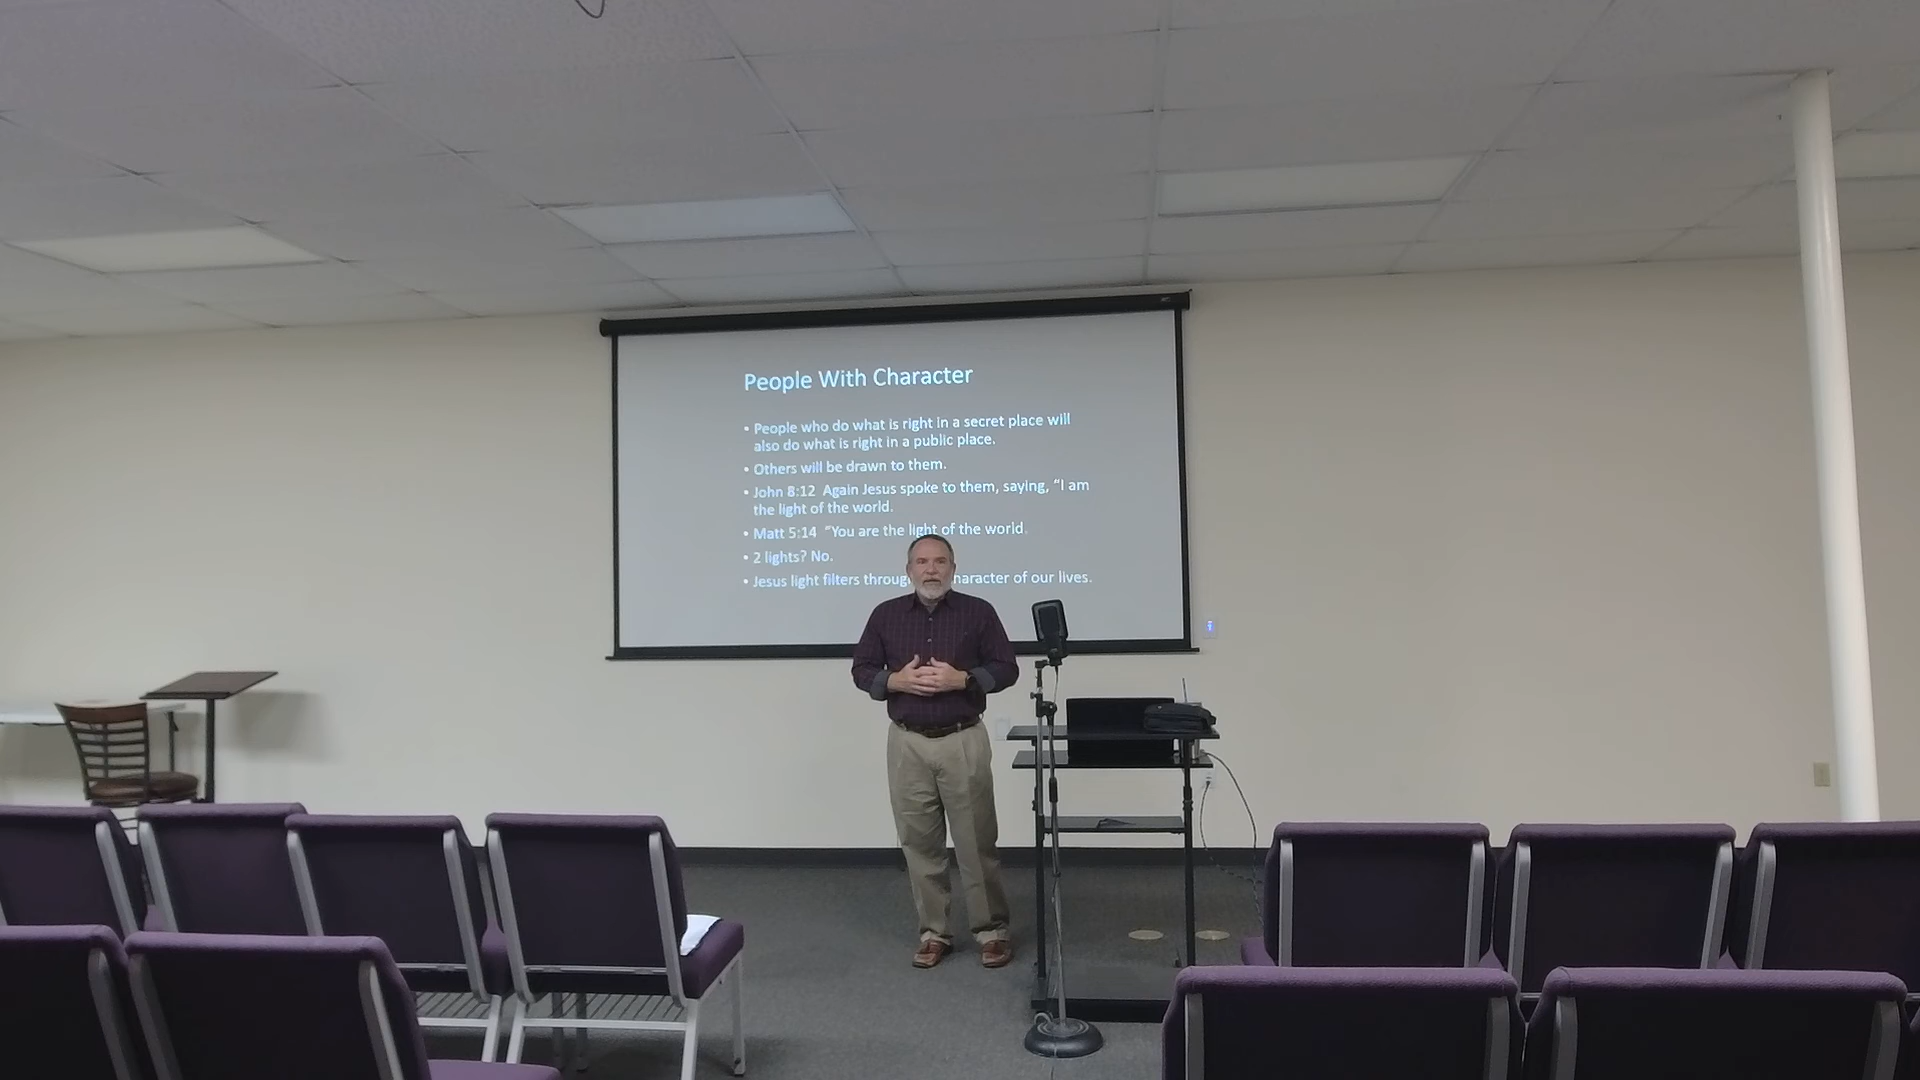 People With Character
• People who do what is right in a secret place will
also do what is right in a public place.
• Others will be drawn to them.
• John 8:12 Again Jesus spoke to them, saying, “I am
the light of the world.
• Matt 5:14 “You are the light of the world.
• 2 lights? No.
• Jesus light filters through character of our lives.